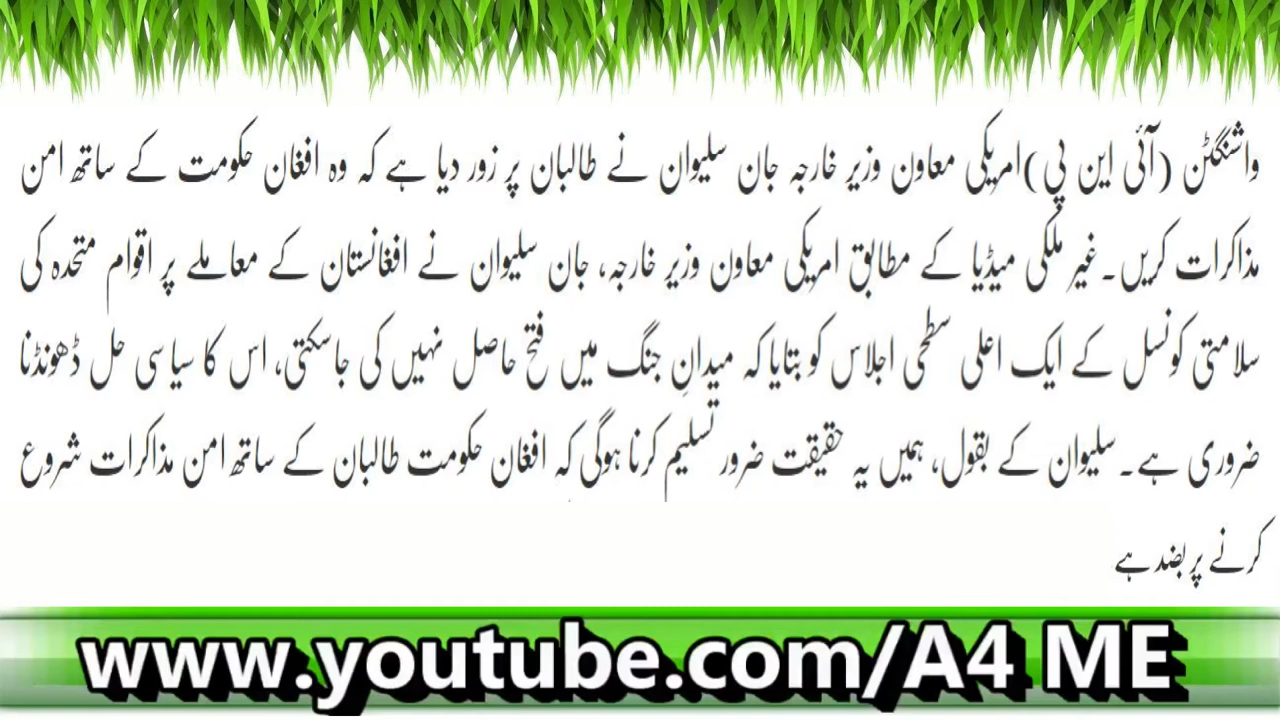 واشنگٹن (آئی این پی)امریکی معاون وزیر خارجہ جان سلیوان نے طالبان پر زور دیا ہے کہ وہ افغان حکومت کے ساتھ امن
مذاکرات کریں۔غیر ملکی میڈیا کے مطابق امریکی معاون وزیر خارجہ، جان سلیوان نے افغانستان کے معاملے پر اقوام متحدہ کی
سلامتی کونسل کے ایک اعلی سطحی اجلاس کو بتایا کہ میدانِ جنگ میں فتح حاصل نہیں کی جاسکتی، اس کا سیاسی حل ڈھونڈنا
ضروری ہے۔سلیوان کے بقول، ہمیں یہ حقیقت ضرور تسلیم کرنا ہوگی کہ افغان حکومت طالبان کے ساتھ امن مذاکرات شروع
کرنے پر بضد ہے
www.youtube.com/A4 ME